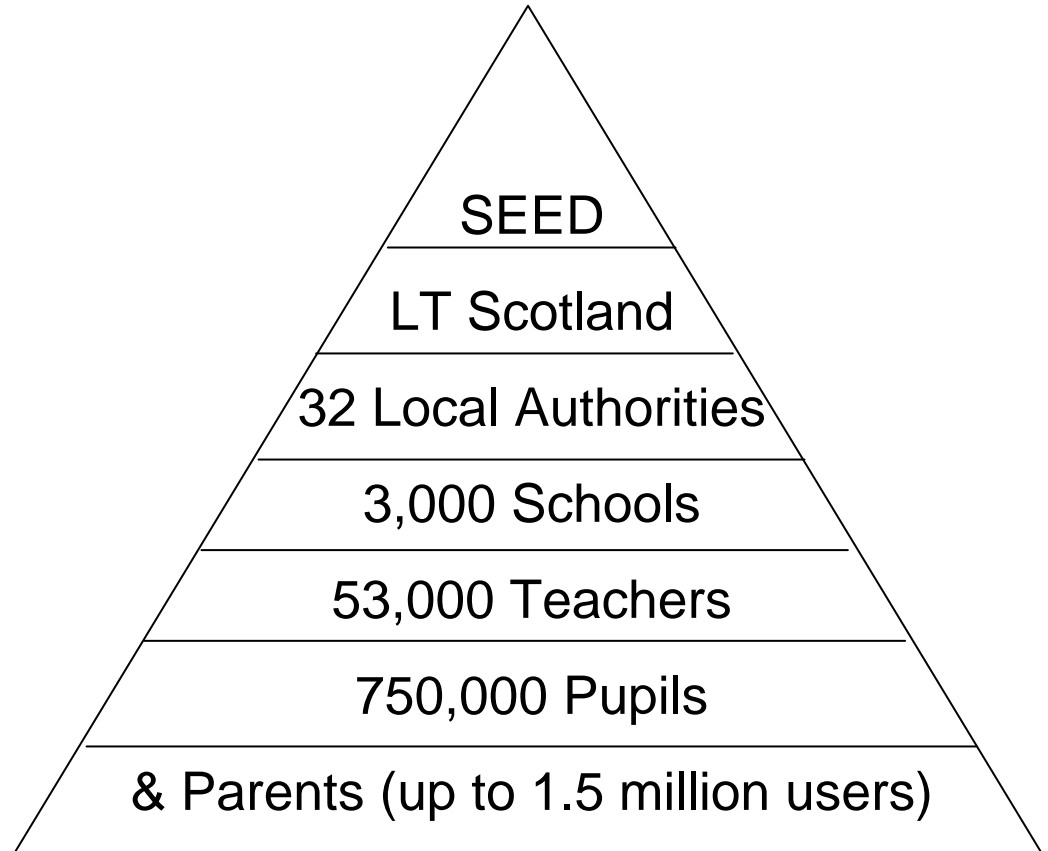 SEED
LT Scotland
32 Local Authorities
3,000 Schools
53,000 Teachers
750,000 Pupils
& Parents (up to 1.5 million users)